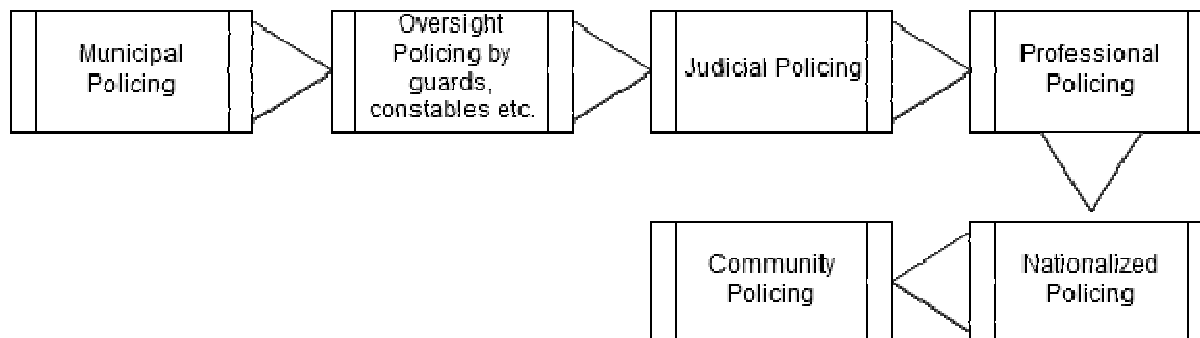 Municipal
Policing
Oversight
Policing by
guards,
constables etc.
Judicial Policing
Professional
Policing
Community
Policing
Nationalized
Policing